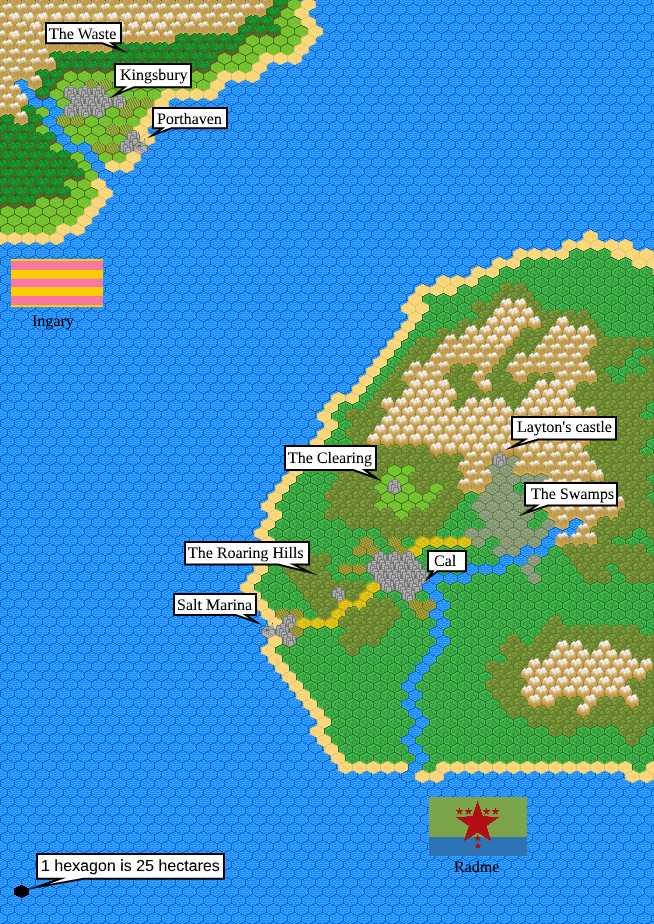 The Waste
Kingsbury
Porthaven
Ingary
Layton's castle
The Clearing
The Swamps
The Roaring Hills
Cal
Salt Marina
Radme
1 hexagon is 25 hectares